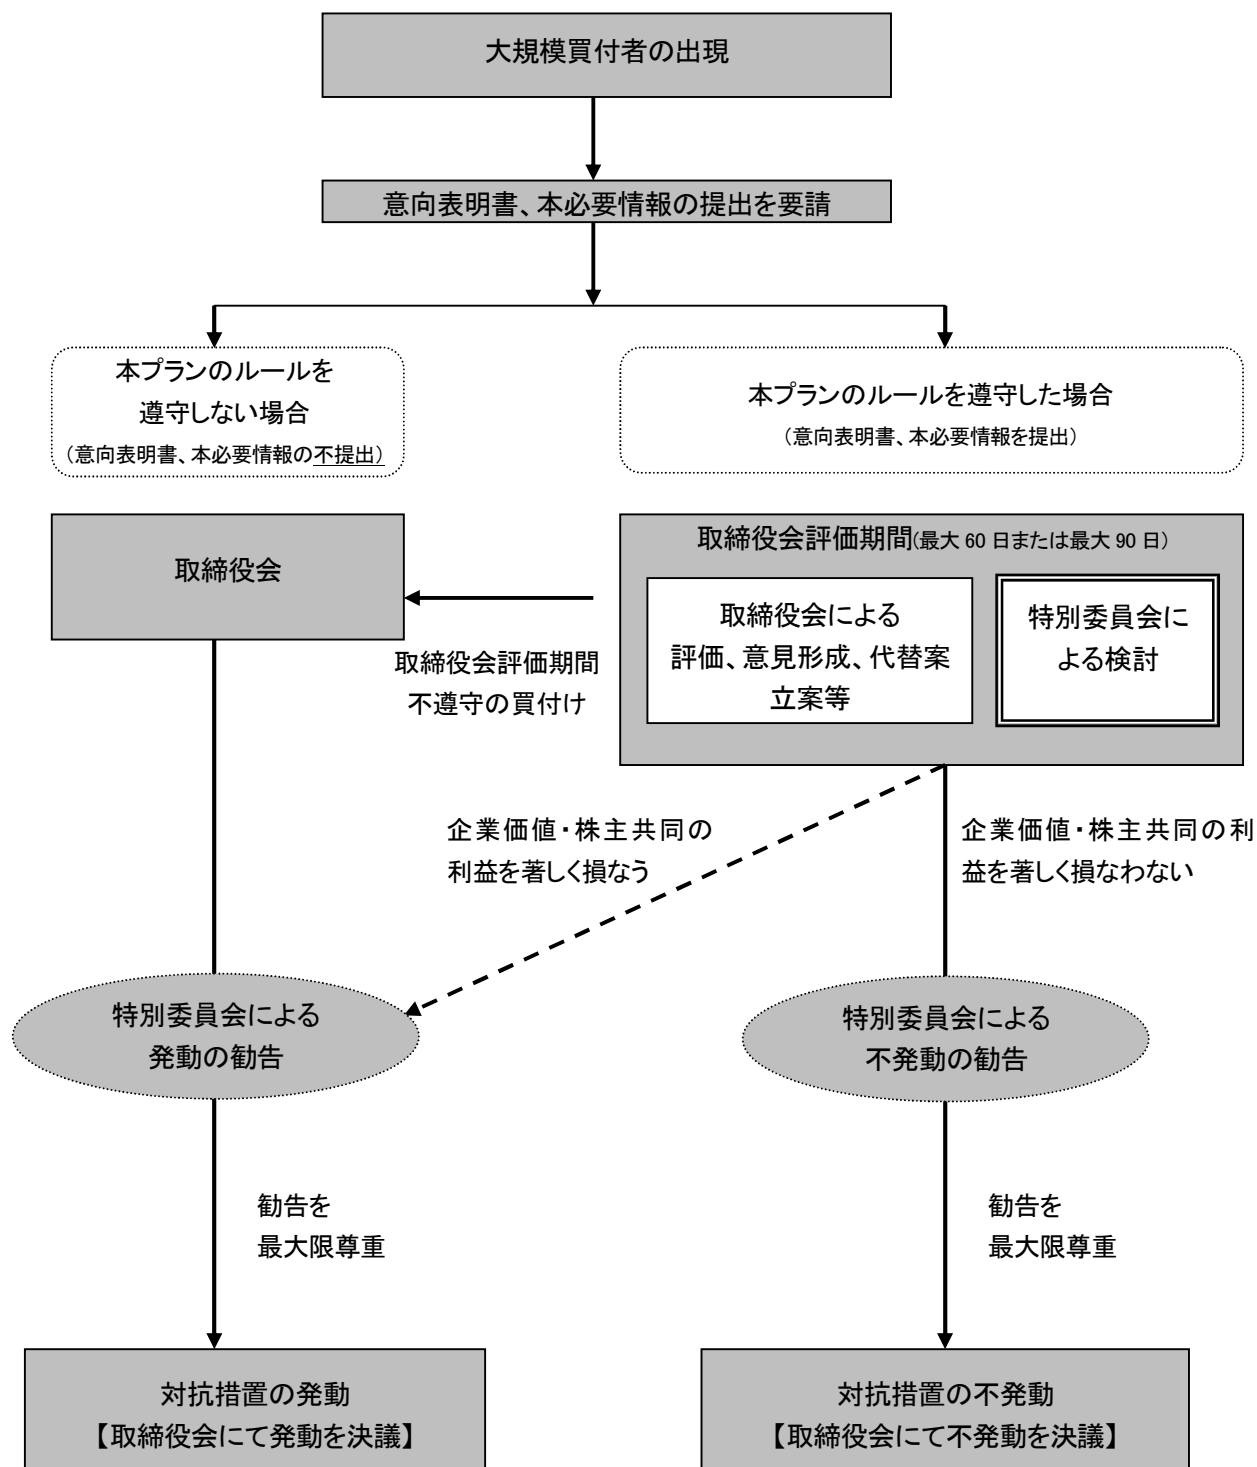 大規模買付者の出現
意向表明書、本必要情報の提出を要請
本プランのルールを
遵守しない場合
（意向表明書、本必要情報の不提出）
本プランのルールを遵守した場合
（意向表明書、本必要情報を提出）
取締役会
取締役会評価期間(最大 60 日または最大 90 日)
取締役会による
評価、意見形成、代替案
立案等
特別委員会に
よる検討
取締役会評価期間
不遵守の買付け
企業価値・株主共同の
利益を著しく損なう
企業価値・株主共同の利
益を著しく損なわない
特別委員会による
発動の勧告
特別委員会による
不発動の勧告
勧告を
最大限尊重
勧告を
最大限尊重
対抗措置の発動
【取締役会にて発動を決議】
対抗措置の不発動
【取締役会にて不発動を決議】